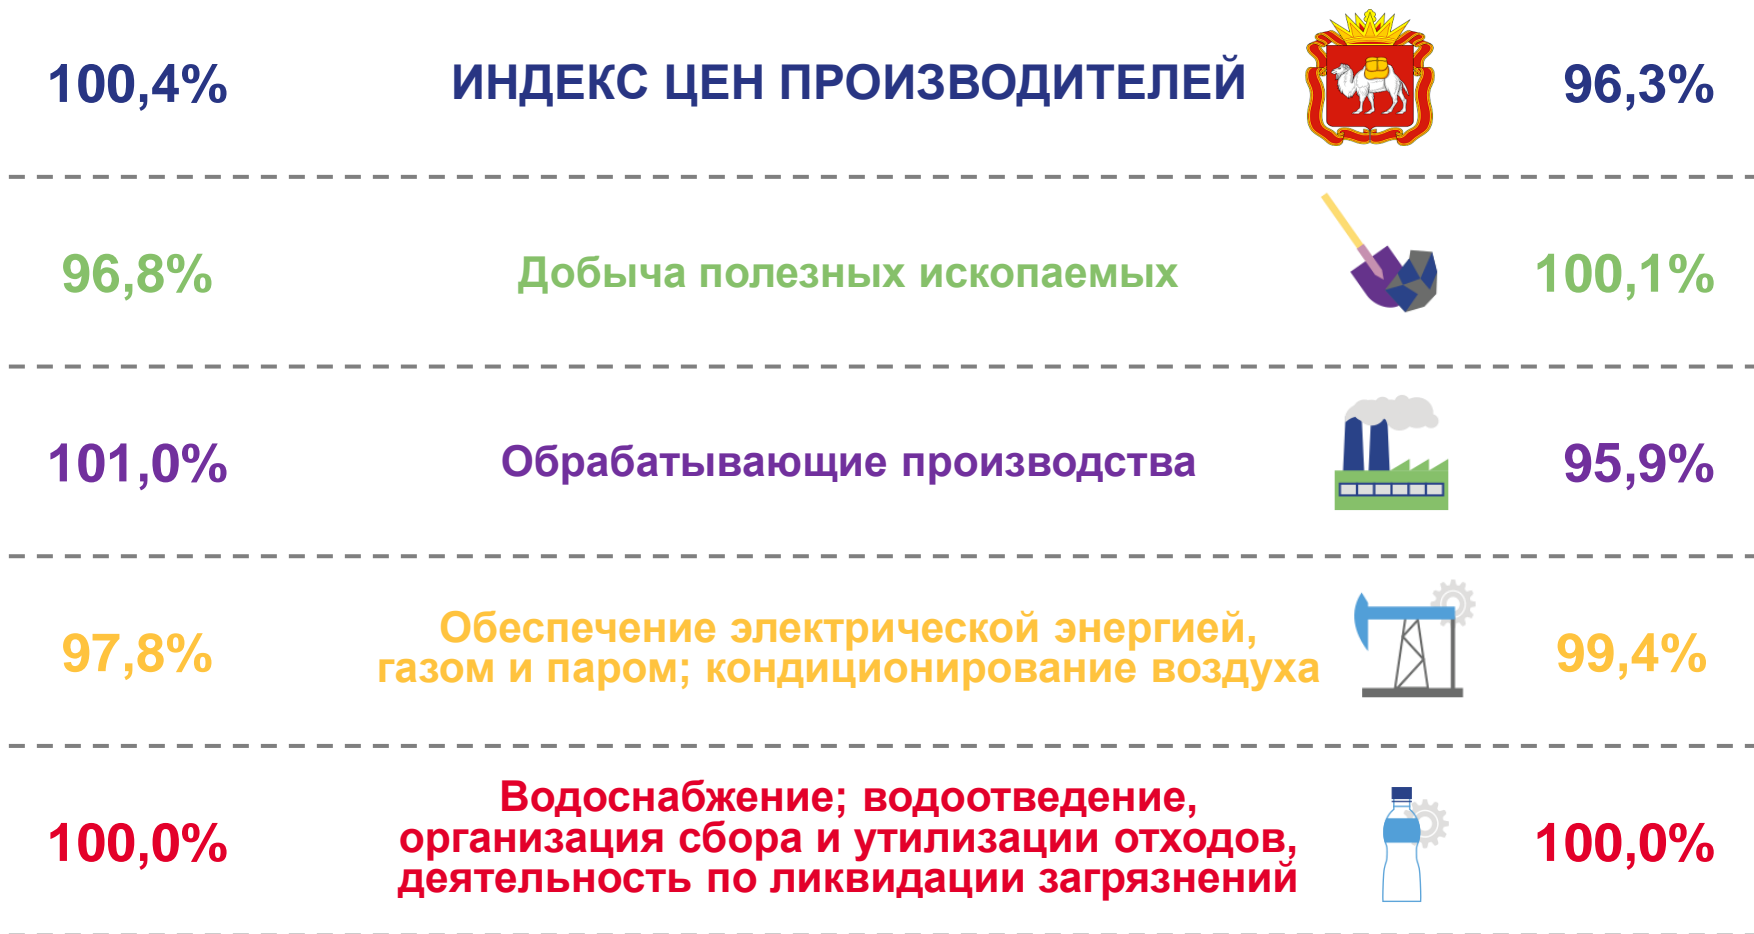 100,4% ИНДЕКС ЦЕН ПРОИЗВОДИТЕЛЕЙ 96,3%
96,8% Добыча полезных ископаемых 100,1%
101,0% Обрабатывающие производства 95,9%
97,8% Обеспечение электрической энергией, 99,4%
газом и паром; кондиционирование воздуха
Водоснабжение; водоотведение,
100,0% организация сбора и утилизации отходов, 100,0%
деятельность по ликвидации загрязнений